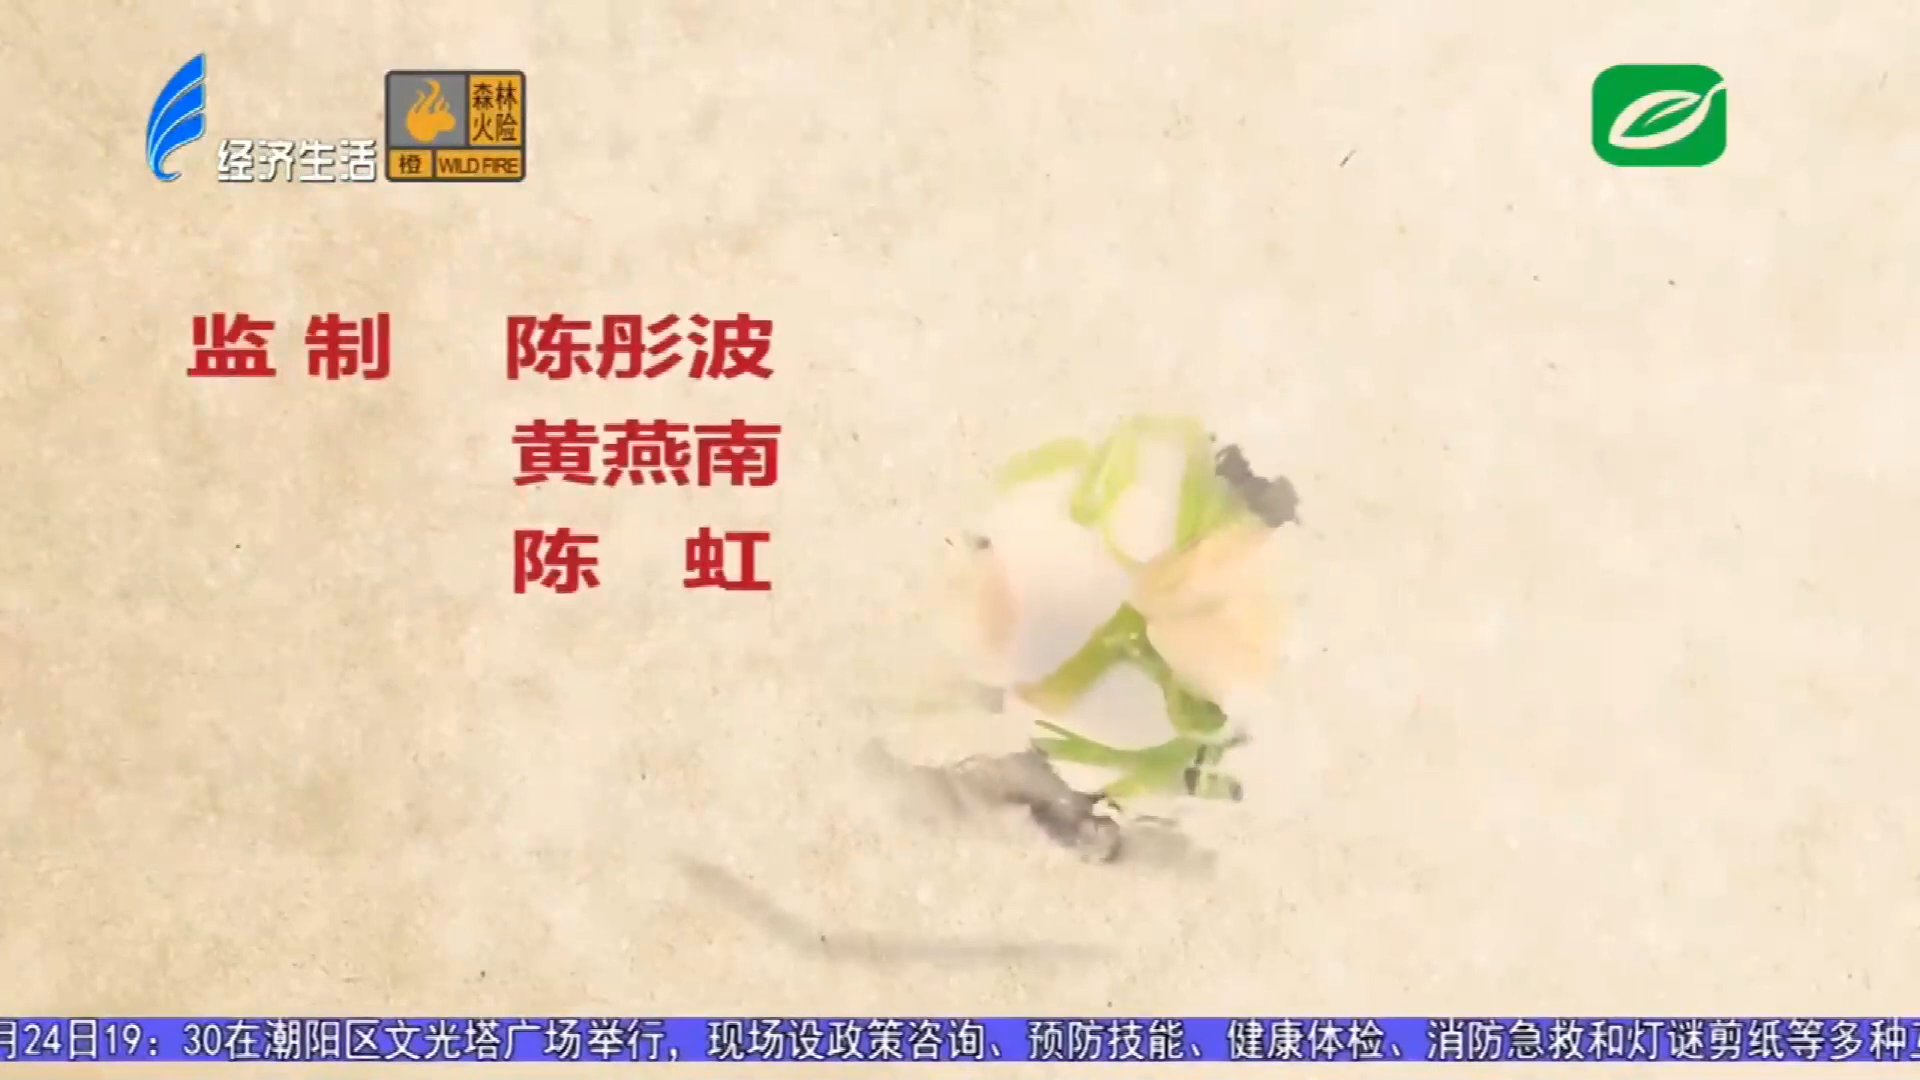 经济生活
森林
火险
橙 WILD FIRE
监制 陈彤波
黄燕南
陈虹
月24日19：30在潮阳区文光塔广场举行，现场设政策咨询、预防技能、健康体检、消防急救和灯谜剪纸等多种